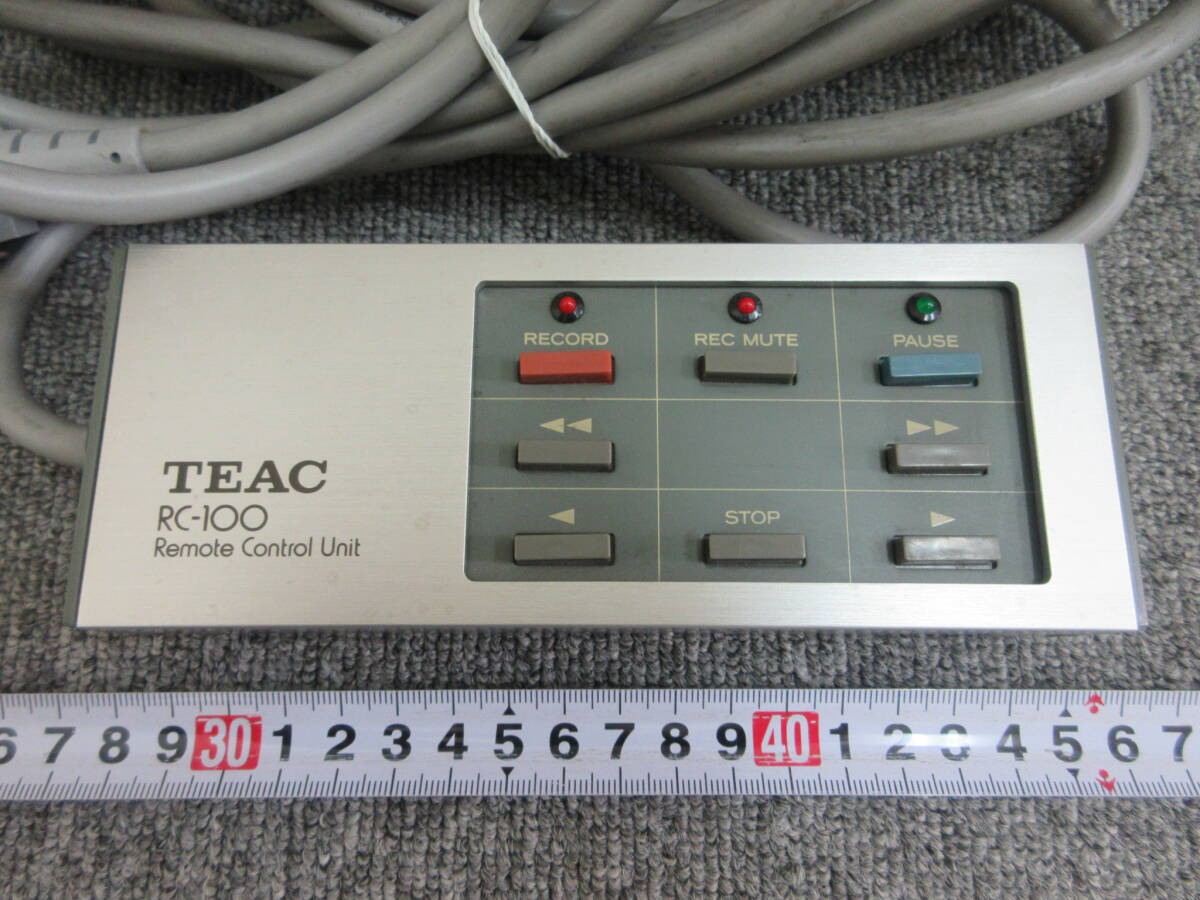 RECORD REC MUTE PAUSE
◀◀ ▶▶
◀ STOP ▶
TEAC
RC-100
Remote Control Unit
6 7 8 9 30 1 2 3 4 5 6 7 8 9 40 1 2 3 4 5 6 7